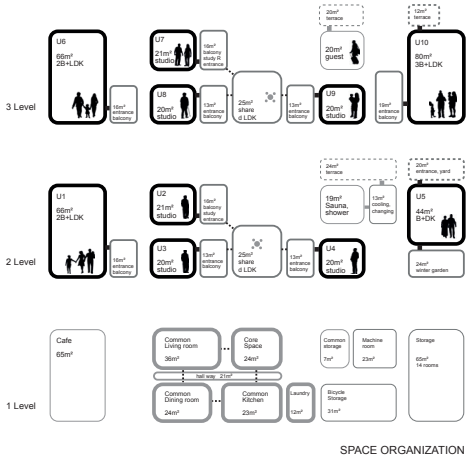 20m²
terrace
12m²
terrace
U6
66m²
2B+LDK
U7
21m²
studio
16m²
balcony
study R
entrance
20m²
guest
U10
80m²
3B+LDK
16m²
entrance
balcony
U8
20m²
studio
13m²
entrance
balcony
25m²
share
d LDK
13m²
entrance
balcony
U9
20m²
studio
19m²
entrance
balcony
3 Level
24m²
terrace
20m²
entrance, yard
U1
66m²
2B+LDK
U2
21m²
studio
16m²
balcony
study
entrance
19m²
Sauna,
shower
13m²
cooling,
changing
U5
44m²
B+DK
16m²
entrance
balcony
U3
20m²
studio
13m²
entrance
balcony
25m²
share
d LDK
13m²
entrance
balcony
U4
20m²
studio
24m²
winter garden
2 Level
Cafe
65m²
Common
Living room
36m²
Core
Space
24m²
Common
storage
7m²
Machine
room
23m²
Storage
65m²
14 rooms
hall way 21m²
Common
Dining room
24m²
Common
Kitchen
23m²
Laundry
12m²
Bicycle
Storage
31m²
1 Level
SPACE ORGANIZATION